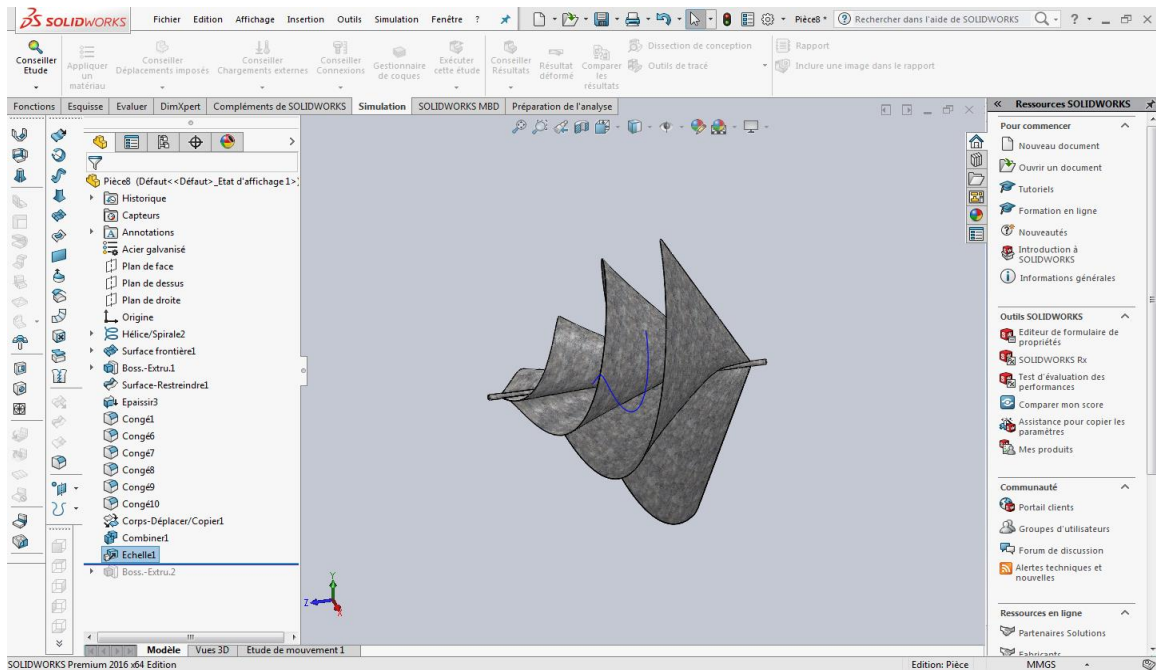 SOLIDWORKS Fichier Edition Affichage Insertion Outils Simulation Fenêtre ? Pièce8 * Rechercher dans l'aide de SOLIDWORKS ?
Conseiller Etude
Appliquer un matériau
Conseiller Déplacements imposés
Conseiller Chargements externes
Conseiller Connexions
Gestionnaire de coques
Exécuter cette étude
Conseiller Résultats
Résultat déformé
Comparer les résultats
Dissection de conception
Outils de tracé
Rapport
Inclure une image dans le rapport
Fonctions Esquisse Evaluer DimXpert Compléments de SOLIDWORKS Simulation SOLIDWORKS MBD Préparation de l'analyse
Pièce8 (Défaut<<Défaut>_Etat d'affichage 1>)
Historique
Capteurs
Annotations
Acier galvanisé
Plan de face
Plan de dessus
Plan de droite
Origine
Hélice/Spirale2
Surface frontière1
Boss.-Extru.1
Surface-Restreindre1
Epaissir3
Congé1
Congé6
Congé7
Congé8
Congé9
Congé10
Corps-Déplacer/Copier1
Combiner1
Echelle1
Boss.-Extru.2
Y
Z
X
Modèle Vues 3D Etude de mouvement 1
SOLIDWORKS Premium 2016 x64 Edition
Edition: Pièce MMGS
Ressources SOLIDWORKS
Pour commencer
Nouveau document
Ouvrir un document
Tutoriels
Formation en ligne
Nouveautés
Introduction à
SOLIDWORKS
Informations générales
Outils SOLIDWORKS
Editeur de formulaire de
propriétés
SOLIDWORKS Rx
Test d'évaluation des
performances
Comparer mon score
Assistance pour copier les
paramètres
Mes produits
Communauté
Portail clients
Groupes d'utilisateurs
Forum de discussion
Alertes techniques et
nouvelles
Ressources en ligne
Partenaires Solutions
Fabricants